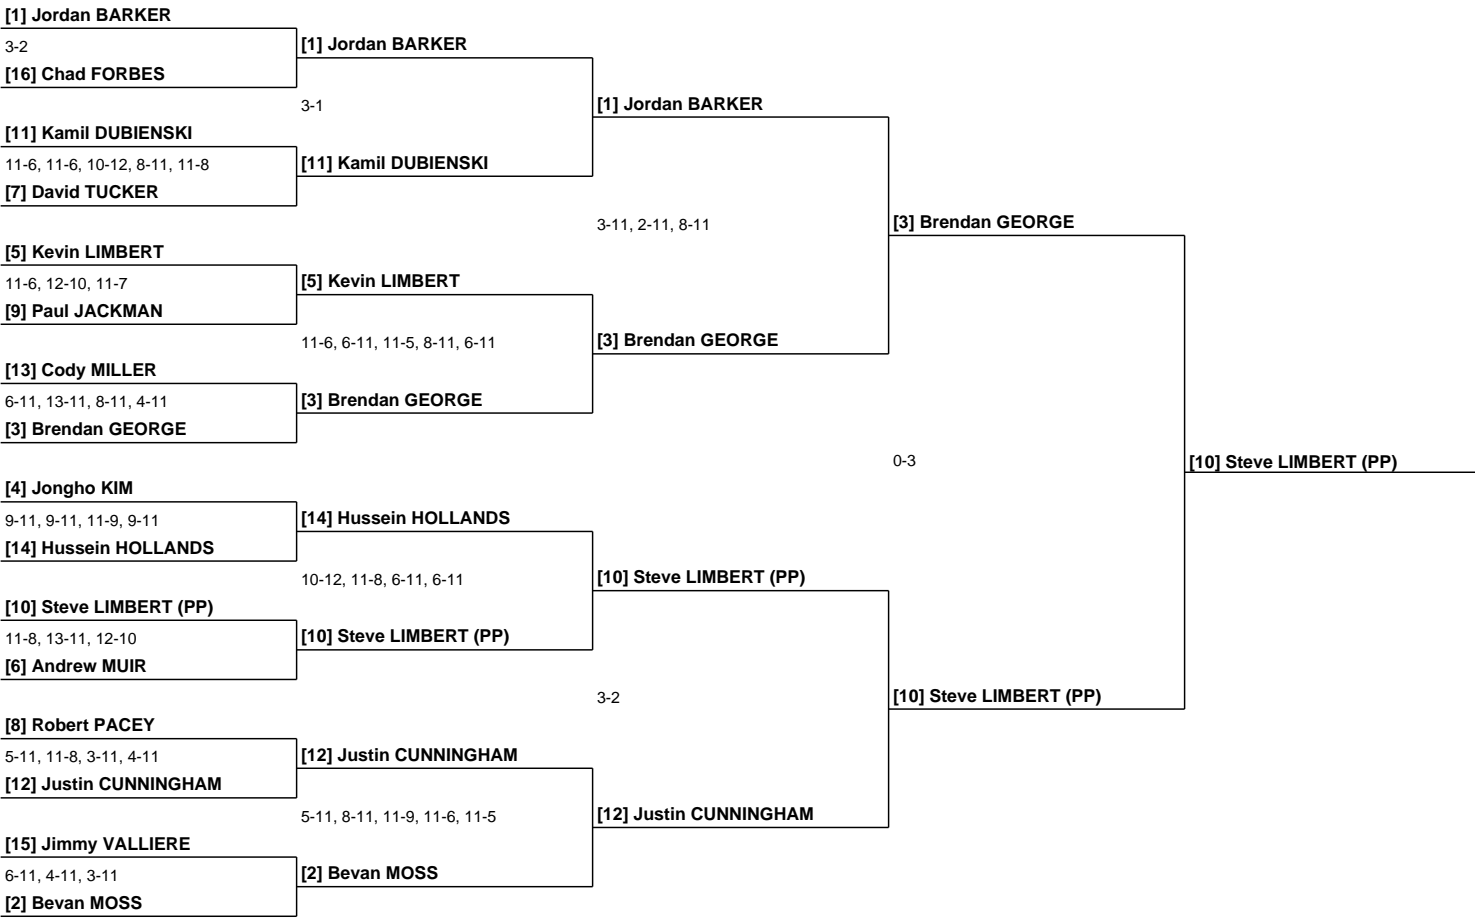 [1] Jordan BARKER
3-2
[16] Chad FORBES
[11] Kamil DUBIENSKI
11-6, 11-6, 10-12, 8-11, 11-8
[7] David TUCKER
[5] Kevin LIMBERT
11-6, 12-10, 11-7
[9] Paul JACKMAN
[13] Cody MILLER
6-11, 13-11, 8-11, 4-11
[3] Brendan GEORGE
[4] Jongho KIM
9-11, 9-11, 11-9, 9-11
[14] Hussein HOLLANDS
[10] Steve LIMBERT (PP)
11-8, 13-11, 12-10
[6] Andrew MUIR
[8] Robert PACEY
5-11, 11-8, 3-11, 4-11
[12] Justin CUNNINGHAM
[15] Jimmy VALLIERE
6-11, 4-11, 3-11
[2] Bevan MOSS
[1] Jordan BARKER
3-1
[11] Kamil DUBIENSKI
[5] Kevin LIMBERT
11-6, 6-11, 11-5, 8-11, 6-11
[3] Brendan GEORGE
[14] Hussein HOLLANDS
10-12, 11-8, 6-11, 6-11
[10] Steve LIMBERT (PP)
[12] Justin CUNNINGHAM
5-11, 8-11, 11-9, 11-6, 11-5
[2] Bevan MOSS
[1] Jordan BARKER
3-11, 2-11, 8-11
[3] Brendan GEORGE
[10] Steve LIMBERT (PP)
3-2
[12] Justin CUNNINGHAM
[3] Brendan GEORGE
0-3
[10] Steve LIMBERT (PP)
[10] Steve LIMBERT (PP)